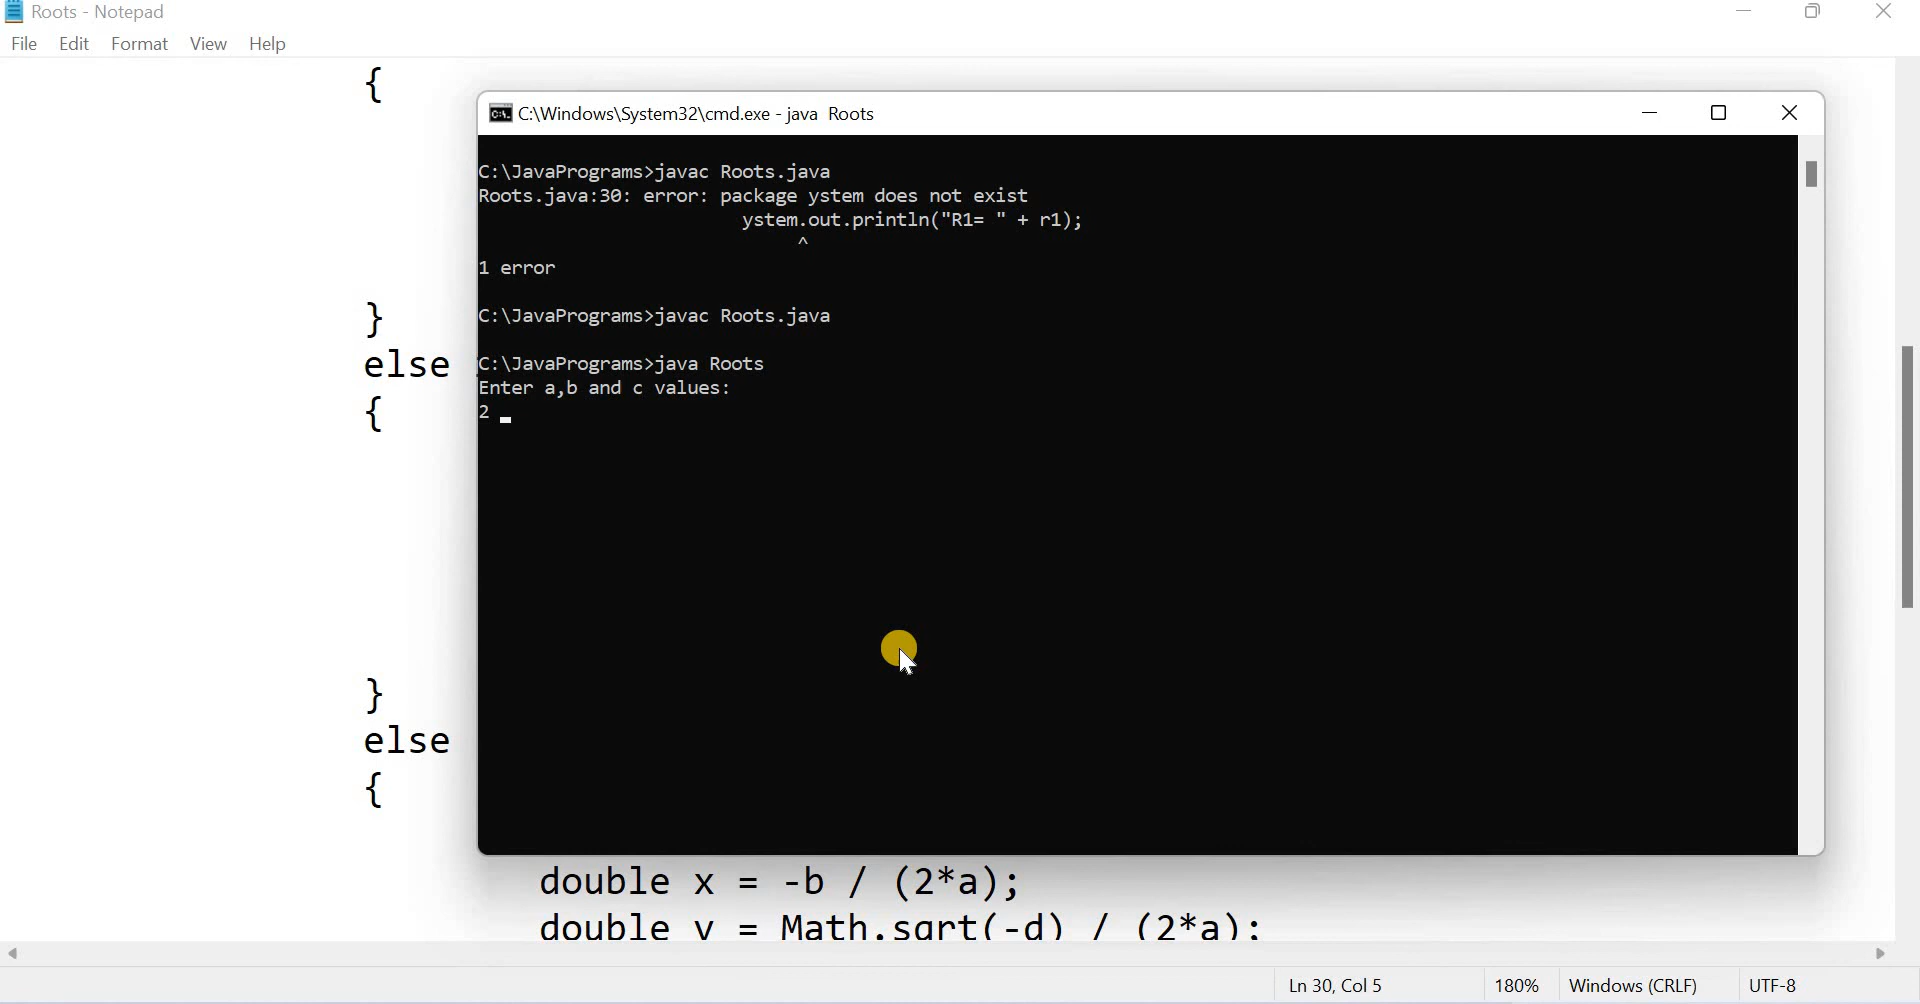 Roots - Notepad
File Edit Format View Help
{
C:\Windows\System32\cmd.exe - java Roots
C:\JavaPrograms>javac Roots.java
Roots.java:30: error: package ystem does not exist
ystem.out.println("R1= " + r1);
^
1 error
}
C:\JavaPrograms>javac Roots.java
else
C:\JavaPrograms>java Roots
Enter a,b and c values:
{
2
}
else
{
double x = -b / (2*a);
double y = Math.sqrt(-d) / (2*a);
Ln 30, Col 5 180% Windows (CRLF) UTF-8